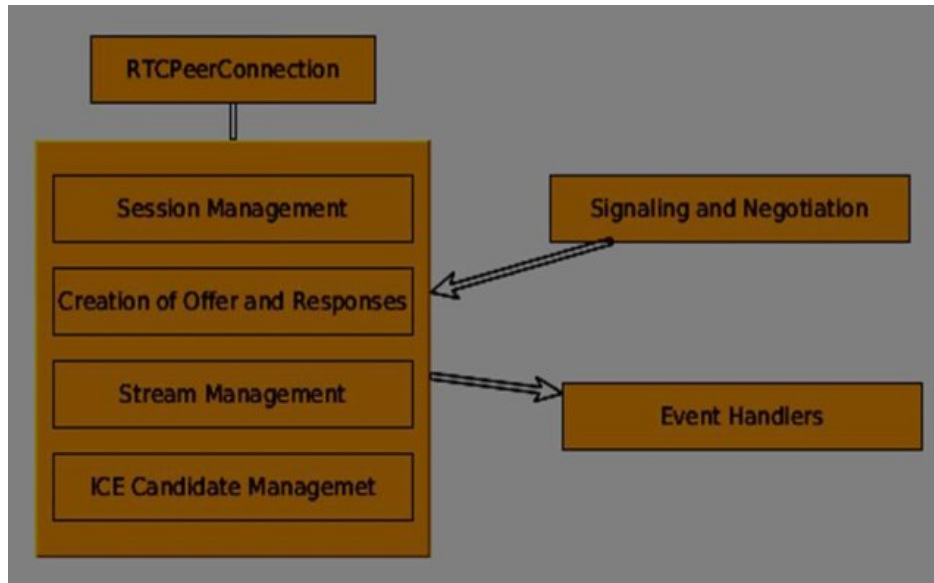 RTCPeerConnection
Session Management
Creation of Offer and Responses
Stream Management
ICE Candidate Managemet
Signaling and Negotiation
Event Handlers